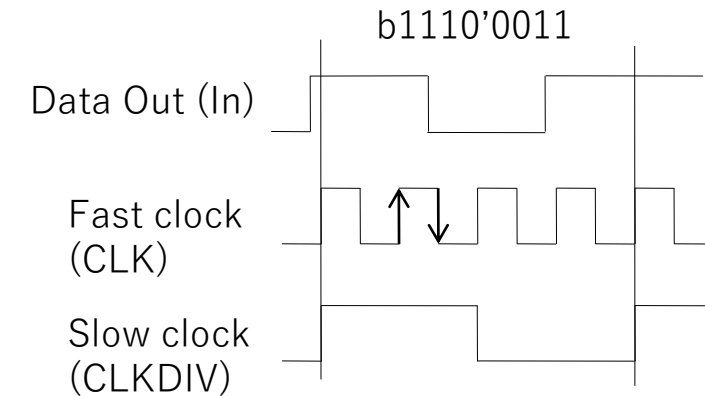 b1110’0011
Data Out (In)
Fast clock
(CLK)
Slow clock
(CLKDIV)